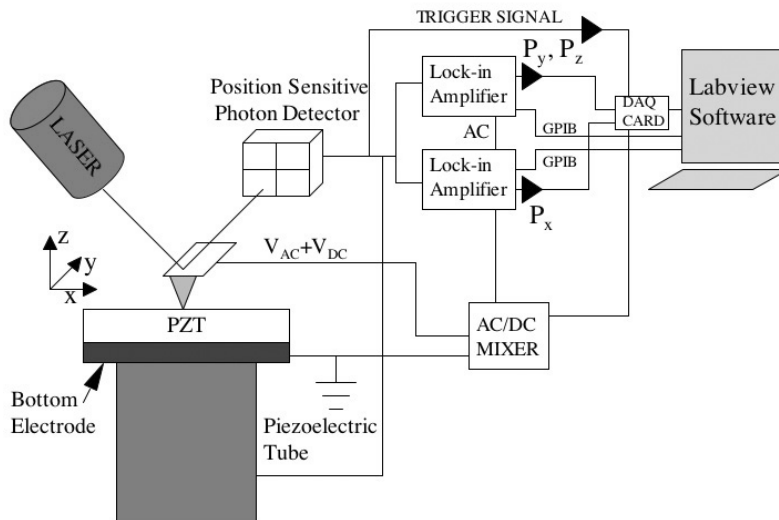 TRIGGER SIGNAL
P_y, P_z
Position Sensitive
Photon Detector
Lock-in
Amplifier
Labview
Software
DAQ
CARD
LASER
AC
GPIB
GPIB
Lock-in
Amplifier
P_x
z
y
x
V_AC+V_DC
PZT
AC/DC
MIXER
Bottom
Electrode
Piezoelectric
Tube